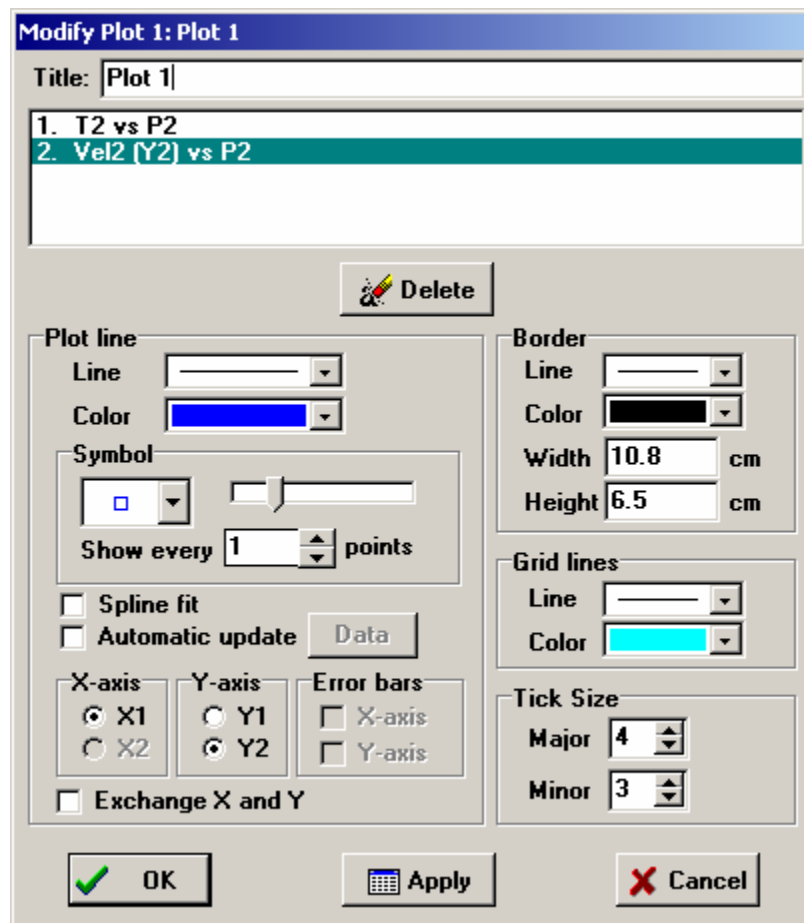 Modify Plot 1: Plot 1
Title: Plot 1
1. T2 vs P2
2. Vel2 (Y2) vs P2
Delete
Plot line
Line
Color
Symbol
Show every 1 points
Spline fit
Automatic update Data
X-axis
X1
X2
Y-axis
Y1
Y2
Error bars
X-axis
Y-axis
Exchange X and Y
Border
Line
Color
Width 10.8 cm
Height 6.5 cm
Grid lines
Line
Color
Tick Size
Major 4
Minor 3
OK
Apply
Cancel